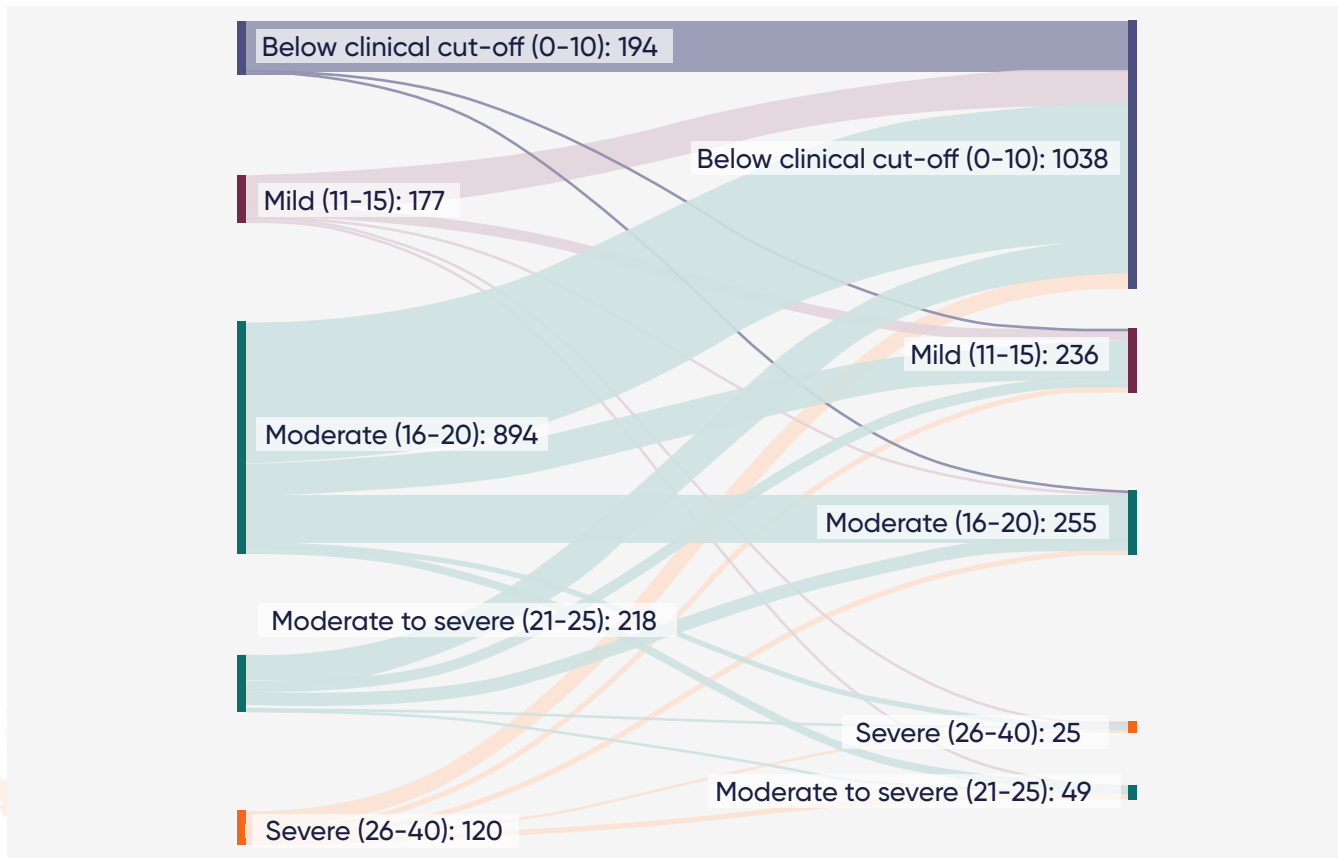 Below clinical cut-off (0-10): 194
Mild (11-15): 177
Moderate (16-20): 894
Moderate to severe (21-25): 218
Severe (26-40): 120
Below clinical cut-off (0-10): 1038
Mild (11-15): 236
Moderate (16-20): 255
Severe (26-40): 25
Moderate to severe (21-25): 49